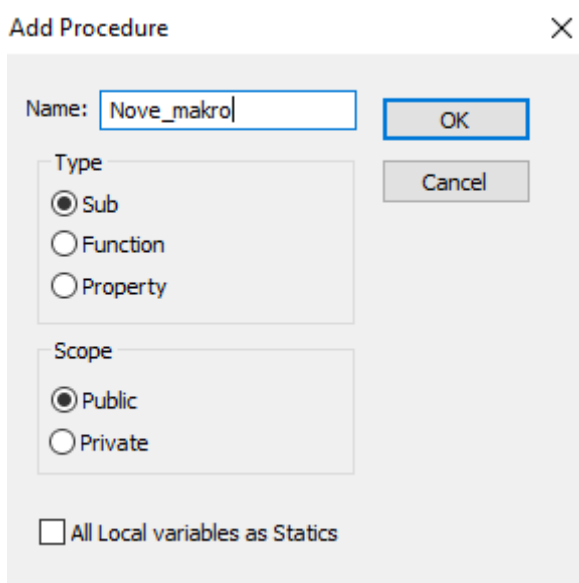 Add Procedure
Name: Nove_makro
OK
Type
Cancel
Sub
Function
Property
Scope
Public
Private
All Local variables as Statics